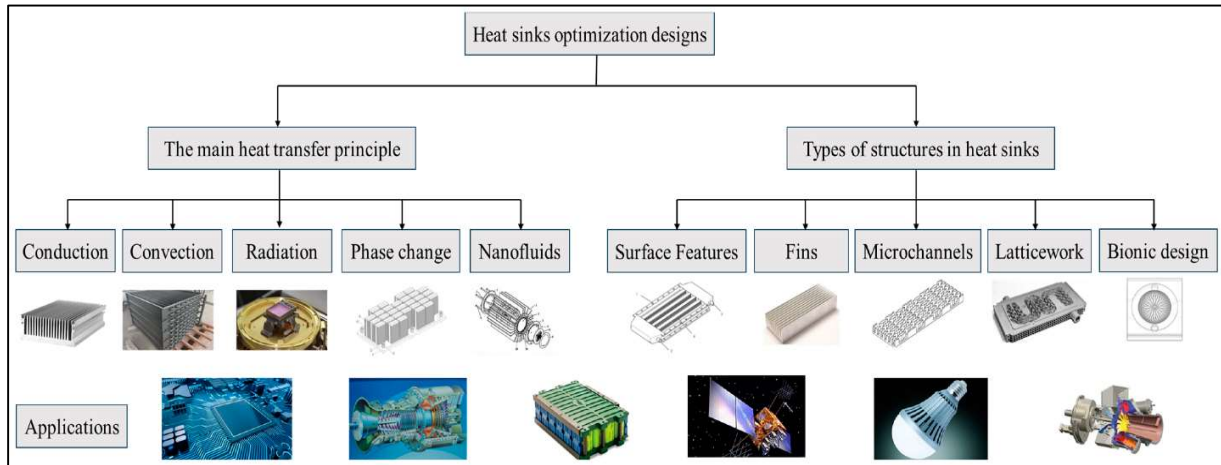 Heat sinks optimization designs
The main heat transfer principle
Types of structures in heat sinks
Conduction
Convection
Radiation
Phase change
Nanofluids
Surface Features
Fins
Microchannels
Latticework
Bionic design
Applications